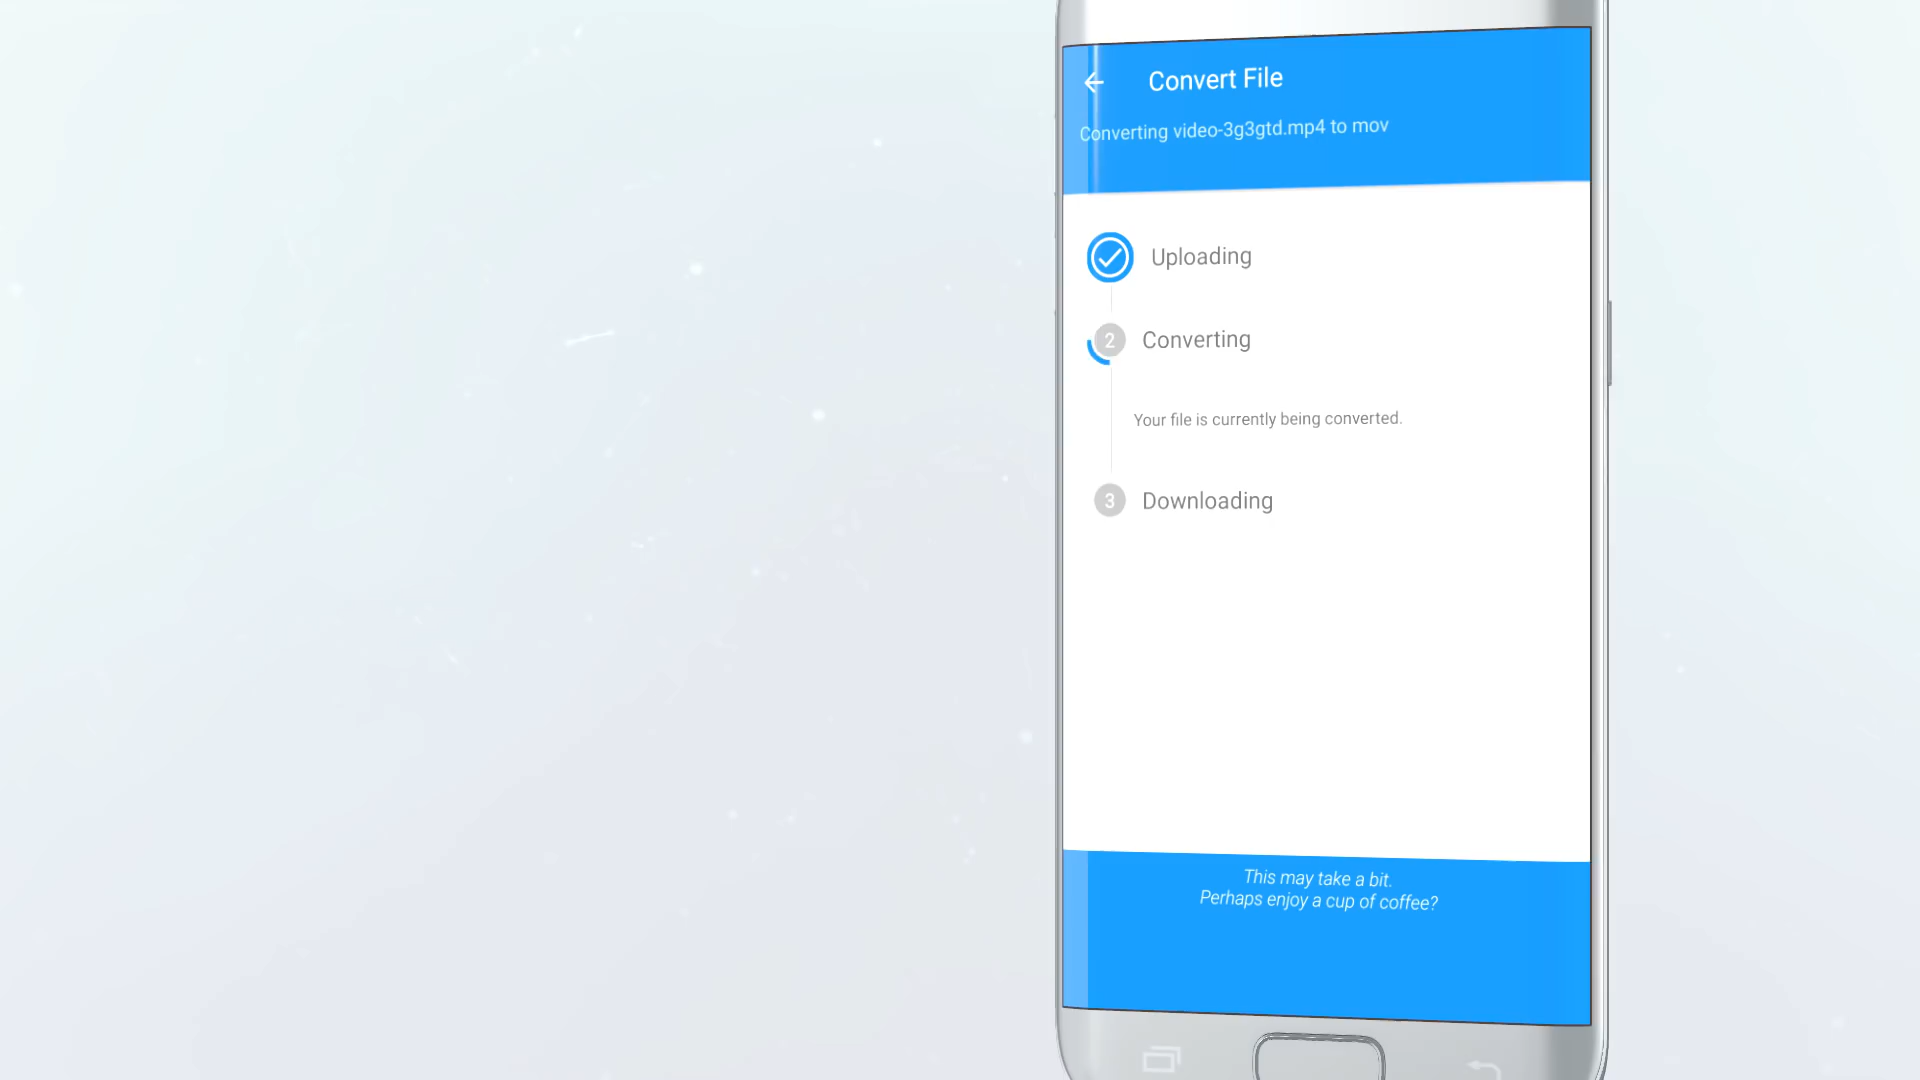 Convert File
Converting video-3g3gtd.mp4 to mov
Uploading
2 Converting
Your file is currently being converted.
3 Downloading
This may take a bit.
Perhaps enjoy a cup of coffee?